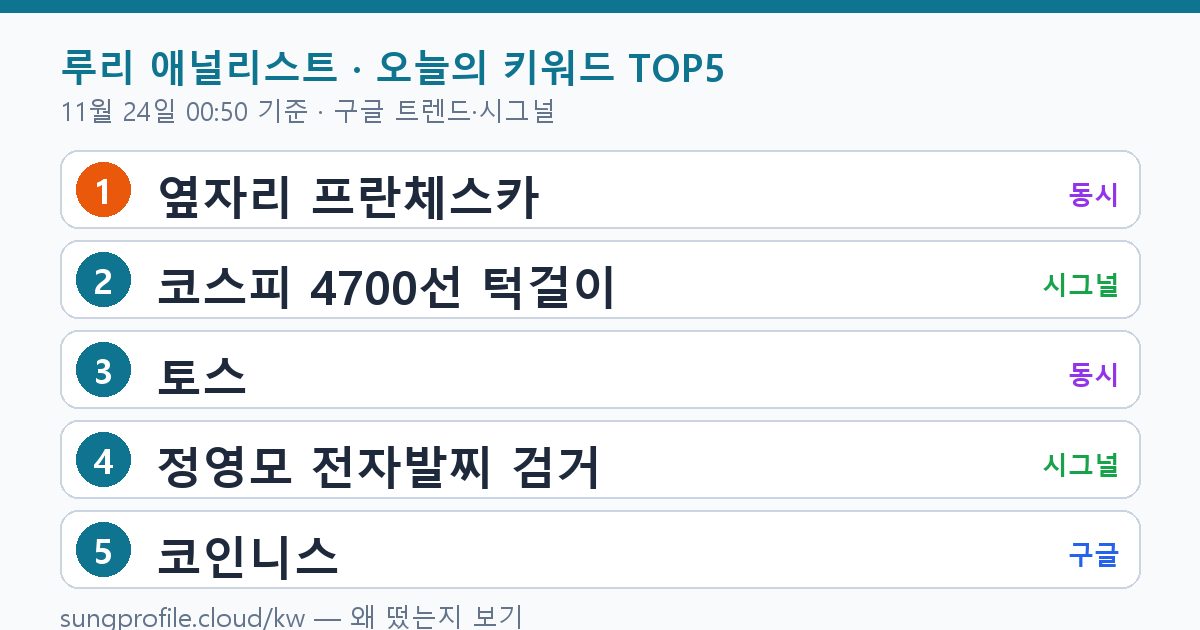 루리 애널리스트 · 오늘의 키워드 TOP5
11월 24일 00:50 기준 · 구글 트렌드·시그널
1 옆자리 프란체스카 동시
2 코스피 4700선 턱걸이 시그널
3 토스 동시
4 정영모 전자발찌 검거 시그널
5 코인니스 구글
sungprofile.cloud/kw — 왜 떴는지 보기